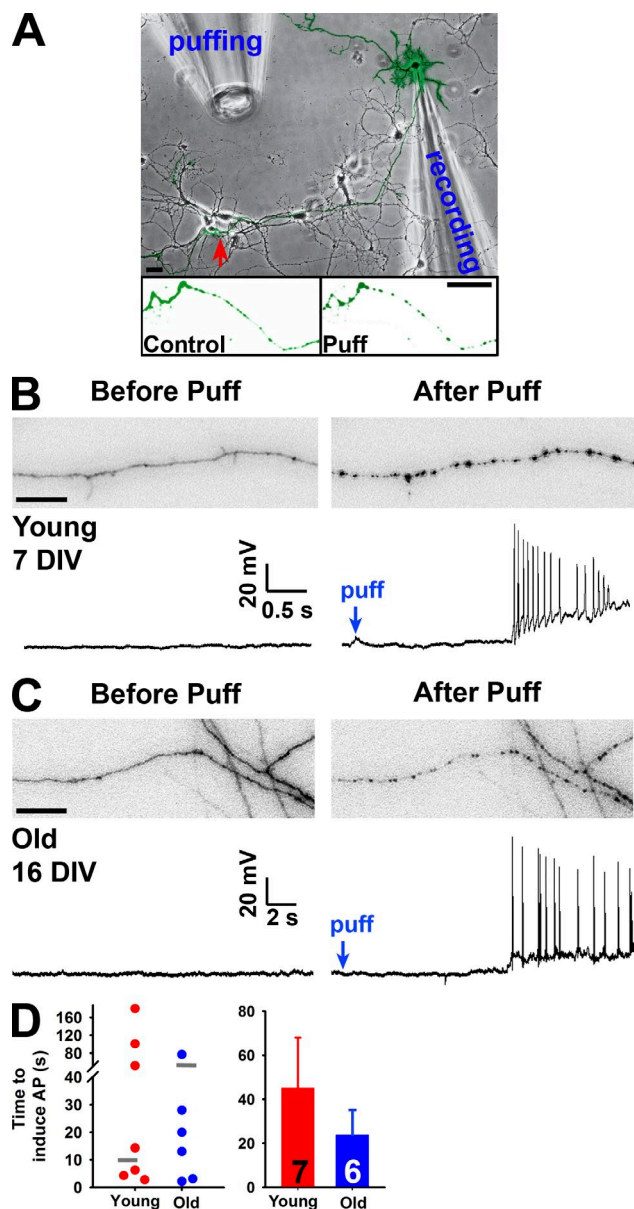 A
puffing
recording
Control
Puff
B
Before Puff
After Puff
Young
7 DIV
20 mV
0.5 s
puff
C
Before Puff
After Puff
Old
16 DIV
20 mV
2 s
puff
D
Time to
induce AP (s)
160
120
80
40
30
20
10
0
Young
Old
80
60
40
20
0
7
6
Young
Old